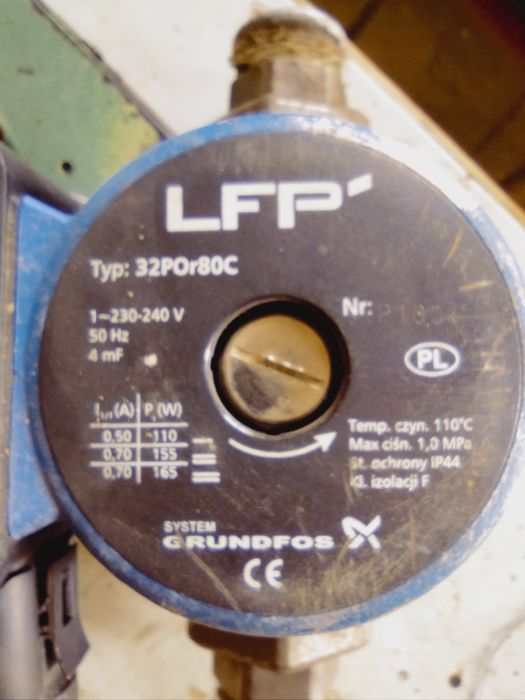 LFP
Typ: 32POr80C
1~230-240 V
50 Hz
4 mF
Nr:
PL
I1/1(A) P1(W)
0,50 110
0,70 155
0,70 165
Temp. czyn. 110°C
Max ciśn. 1,0 MPa
St. ochrony IP44
Kl. izolacji F
SYSTEM
GRUNDFOS
CE